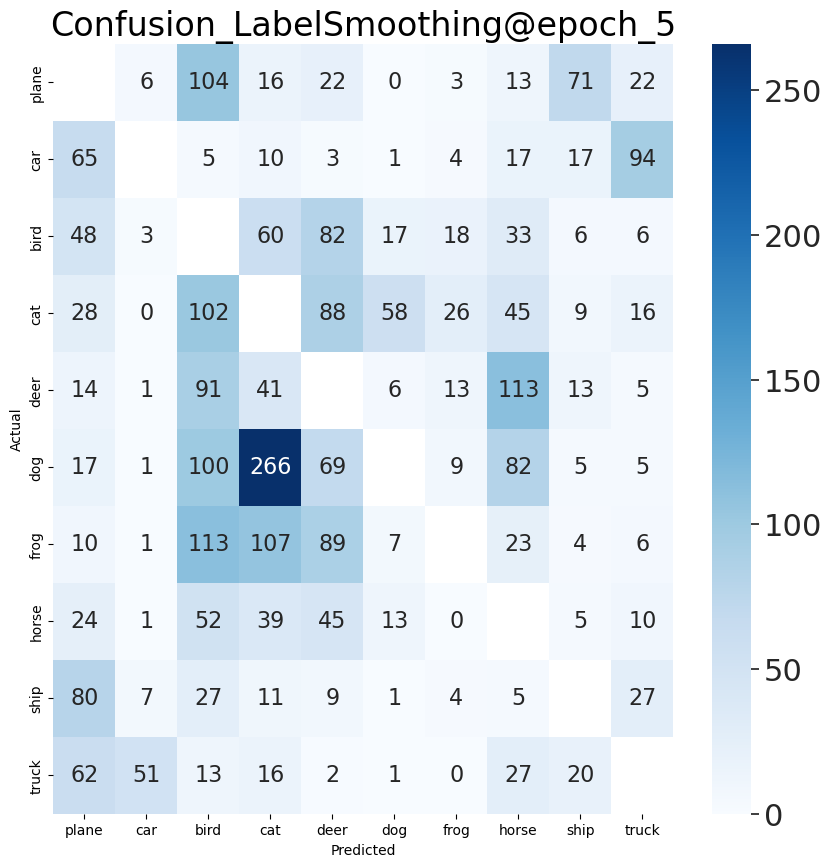 Confusion_LabelSmoothing@epoch_5
plane 6 104 16 22 0 3 13 71 22
car 65 5 10 3 1 4 17 17 94
bird 48 3 60 82 17 18 33 6 6
cat 28 0 102 88 58 26 45 9 16
deer 14 1 91 41 6 13 113 13 5
dog 17 1 100 266 69 9 82 5 5
frog 10 1 113 107 89 7 23 4 6
horse 24 1 52 39 45 13 0 5 10
ship 80 7 27 11 9 1 4 5 27
truck 62 51 13 16 2 1 0 27 20
plane car bird cat deer dog frog horse ship truck
Predicted
Actual
250
200
150
100
50
0